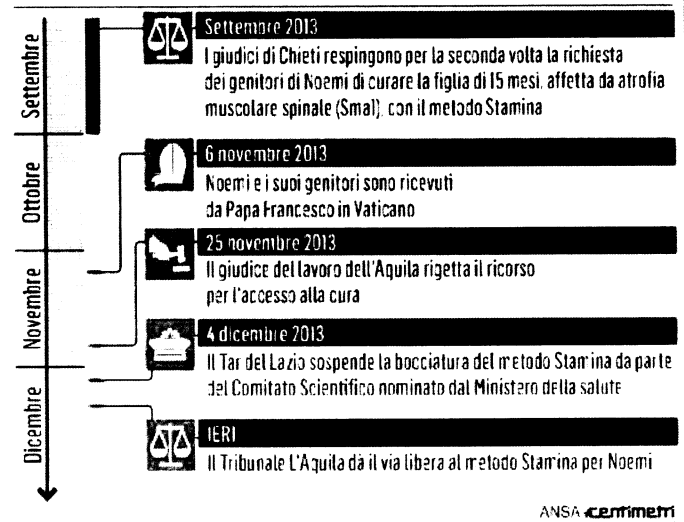 Settembre
Ottobre
Novembre
Dicembre
Settembre 2013
I giudici di Chieti respingono per la seconda volta la richiesta
dei genitori di Noemi di curare la figlia di 15 mesi, affetta da atrofia
muscolare spinale (Sma1), con il metodo Stamina
6 novembre 2013
Noemi e i suoi genitori sono ricevuti
da Papa Francesco in Vaticano
25 novembre 2013
Il giudice del lavoro dell'Aquila rigetta il ricorso
per l'accesso alla cura
4 dicembre 2013
Il Tar del Lazio sospende la bocciatura del metodo Stamina da parte
del Comitato Scientifico nominato dal Ministero della salute
IERI
Il Tribunale L'Aquila dà il via libera al metodo Stamina per Noemi
ANSA centimetri